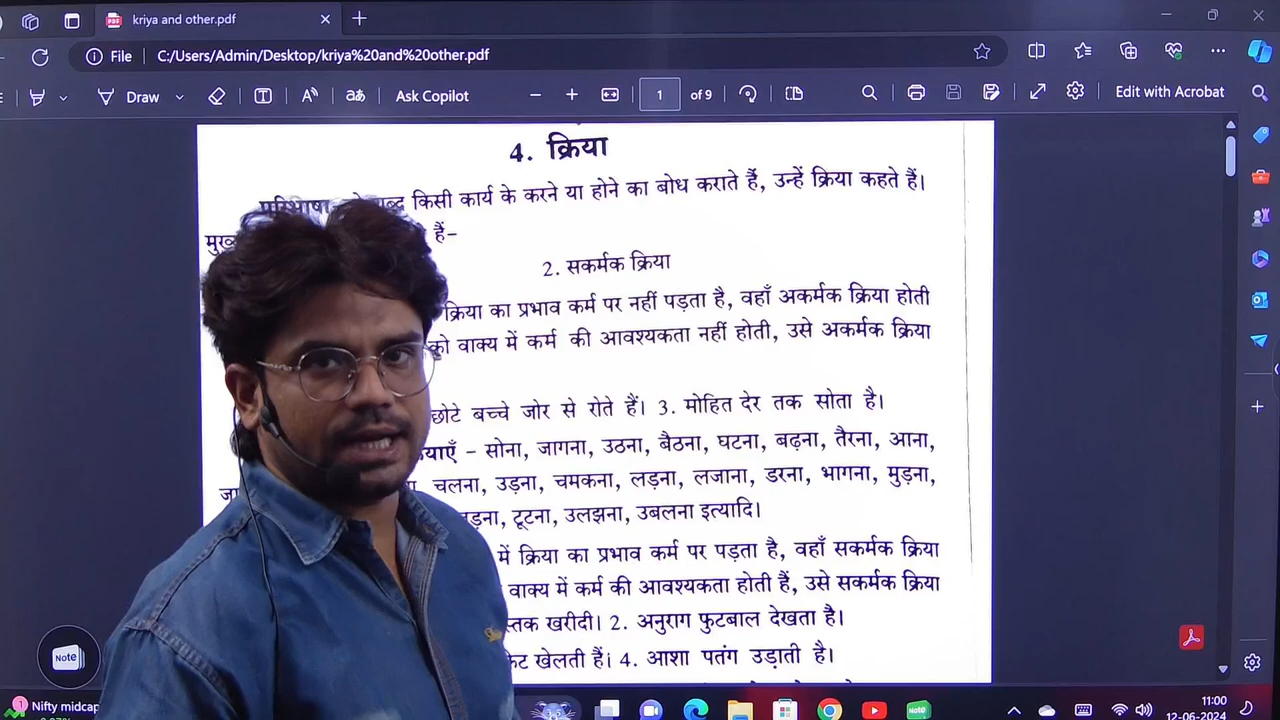 kriya and other.pdf
File C:/Users/Admin/Desktop/kriya%20and%20other.pdf
Draw Ask Copilot 1 of 9 Edit with Acrobat
4. क्रिया
परिभाषा - शब्द किसी कार्य के करने या होने का बोध कराते हैं, उन्हें क्रिया कहते हैं।
हैं-
2. सकर्मक क्रिया
क्रिया का प्रभाव कर्म पर नहीं पड़ता है, वहाँ अकर्मक क्रिया होती
को वाक्य में कर्म की आवश्यकता नहीं होती, उसे अकर्मक क्रिया
छोटे बच्चे जोर से रोते हैं। 3. मोहित देर तक सोता है।
- सोना, जागना, उठना, बैठना, घटना, बढ़ना, तैरना, आना,
चलना, उड़ना, चमकना, लड़ना, लजाना, डरना, भागना, मुड़ना,
टूटना, उलझना, उबलना इत्यादि।
में क्रिया का प्रभाव कर्म पर पड़ता है, वहाँ सकर्मक क्रिया
वाक्य में कर्म की आवश्यकता होती हैं, उसे सकर्मक क्रिया
खरीदी। 2. अनुराग फुटबाल देखता है।
खेलती हैं। 4. आशा पतंग उड़ाती है।
Note
Nifty midcap
Note
11:00
12-06-2024